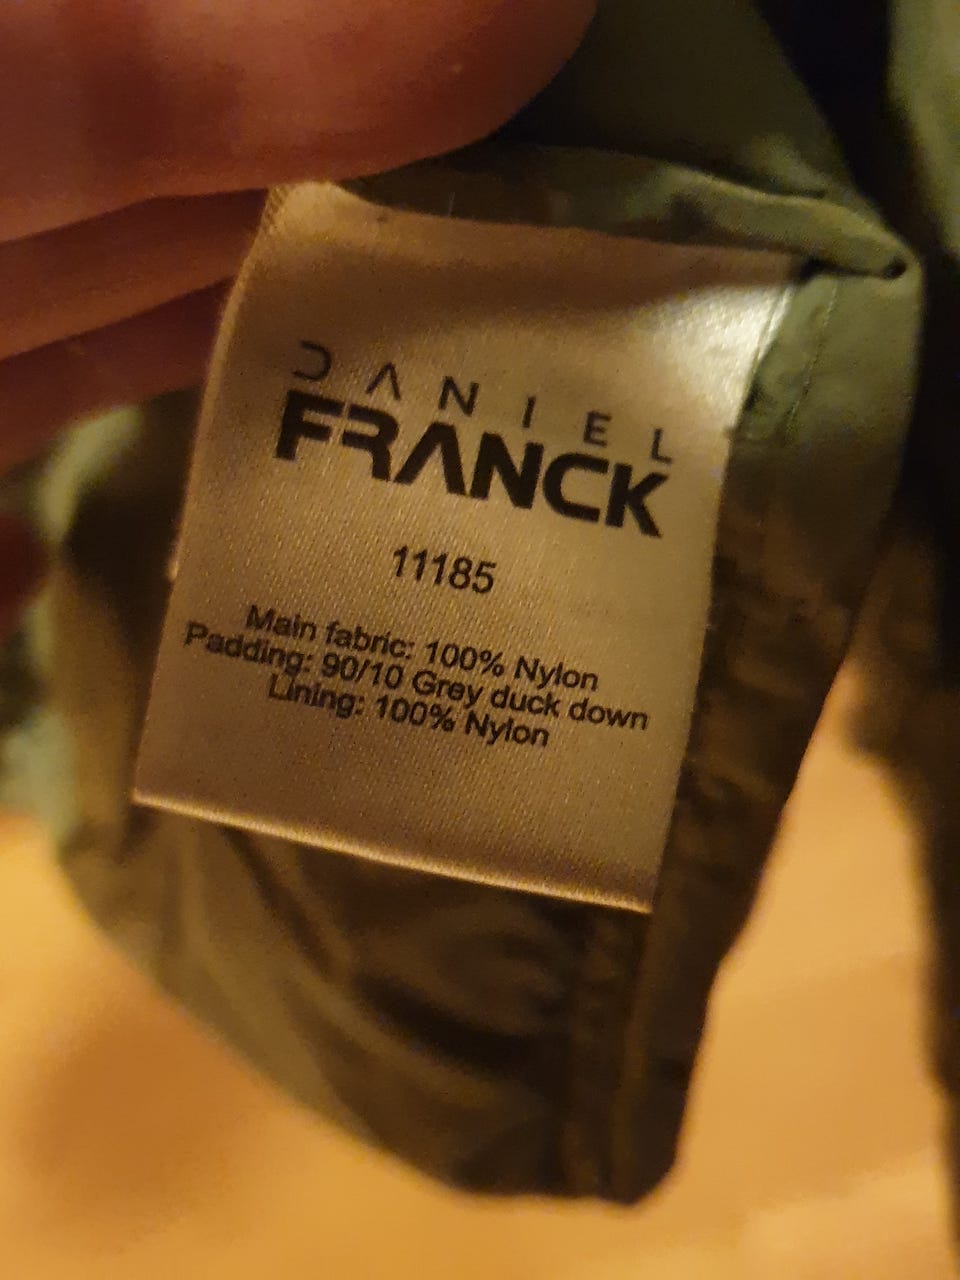 DANIEL
FRANCK
11185
Main fabric: 100% Nylon
Padding: 90/10 Grey duck down
Lining: 100% Nylon